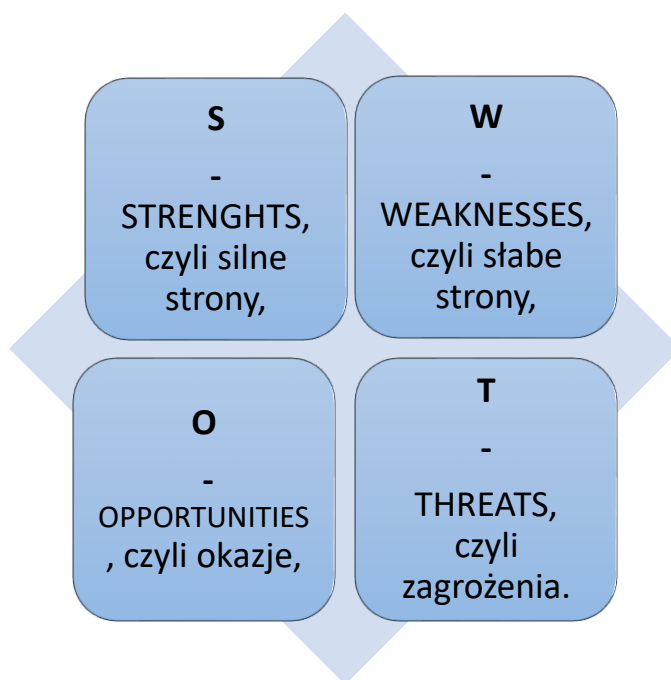 S
-
STRENGHTS,
czyli silne
strony,
W
-
WEAKNESSES,
czyli słabe
strony,
O
-
OPPORTUNITIES
, czyli okazje,
T
-
THREATS,
czyli
zagrożenia.